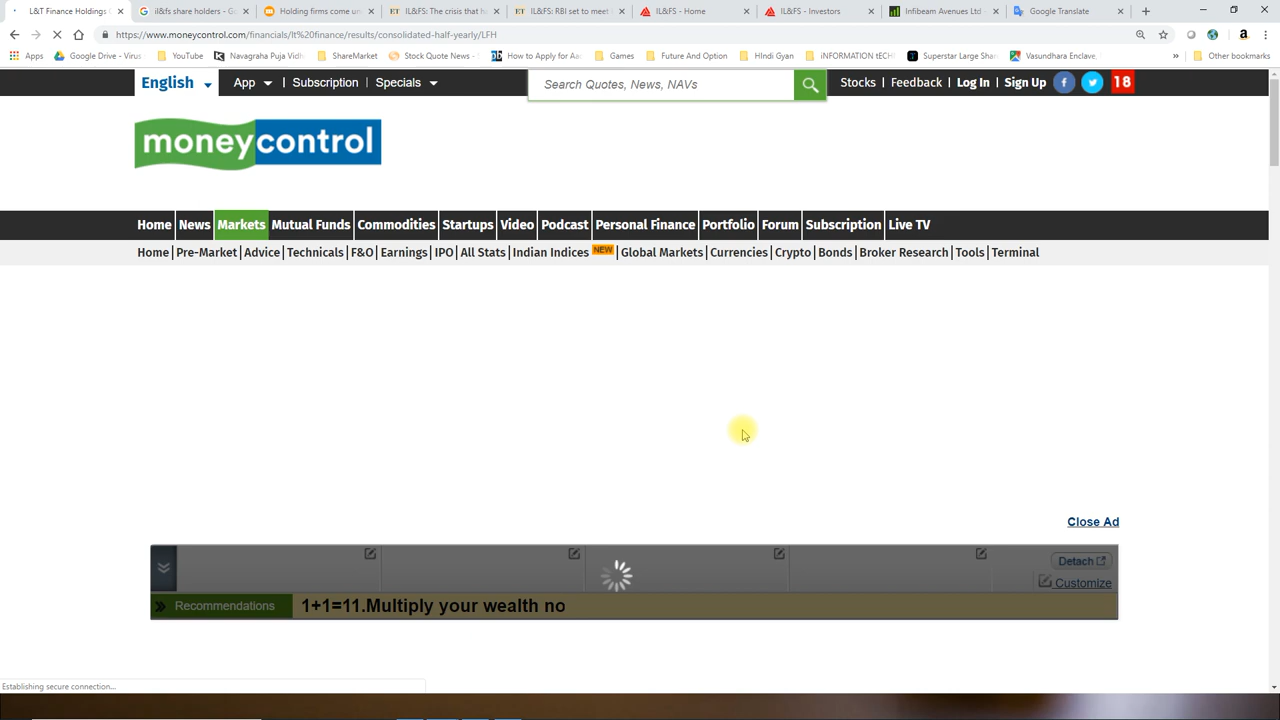 L&T Finance Holdings
il&fs share holders - Go
Holding firms come un
ET IL&FS: The crisis that h
ET IL&FS: RBI set to meet
IL&FS - Home
IL&FS - Investors
Infibeam Avenues Ltd -
Google Translate
https://www.moneycontrol.com/financials/lt%20finance/results/consolidated-half-yearly/LFH
Apps
Google Drive - Virus
YouTube
Navagraha Puja Vidh
ShareMarket
Stock Quote News -
How to Apply for Aad
Games
Future And Option
HIndi Gyan
iNFORMATION tECH
Superstar Large Shar
Vasundhara Enclave,
Other bookmarks
English
App
Subscription
Specials
Search Quotes, News, NAVs
Stocks | Feedback | Log In | Sign Up
18
moneycontrol
Home News Markets Mutual Funds Commodities Startups Video Podcast Personal Finance Portfolio Forum Subscription Live TV
Home Pre-Market Advice Technicals F&O Earnings IPO All Stats Indian Indices NEW Global Markets Currencies Crypto Bonds Broker Research Tools Terminal
Close Ad
Detach
Customize
Recommendations
1+1=11.Multiply your wealth no
Establishing secure connection...